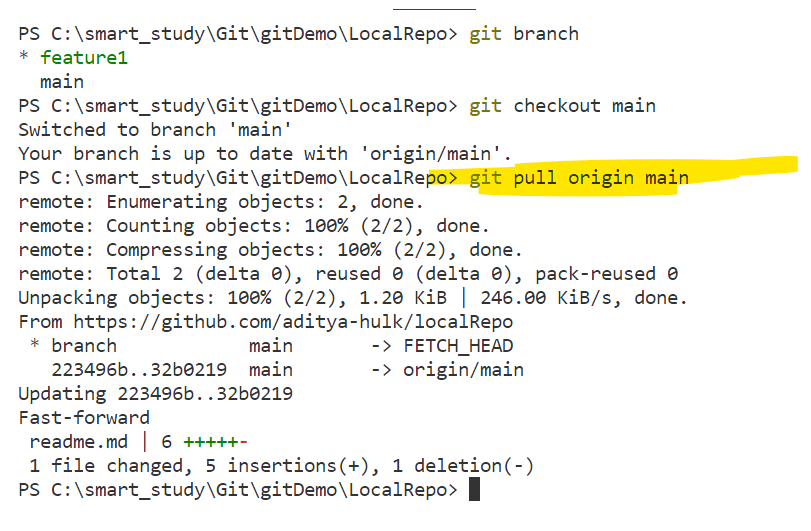 PS C:\smart_study\Git\gitDemo\LocalRepo> git branch
* feature1
  main
PS C:\smart_study\Git\gitDemo\LocalRepo> git checkout main
Switched to branch 'main'
Your branch is up to date with 'origin/main'.
PS C:\smart_study\Git\gitDemo\LocalRepo> git pull origin main
remote: Enumerating objects: 2, done.
remote: Counting objects: 100% (2/2), done.
remote: Compressing objects: 100% (2/2), done.
remote: Total 2 (delta 0), reused 0 (delta 0), pack-reused 0
Unpacking objects: 100% (2/2), 1.20 KiB | 246.00 KiB/s, done.
From https://github.com/aditya-hulk/localRepo
 * branch            main       -> FETCH_HEAD
   223496b..32b0219  main       -> origin/main
Updating 223496b..32b0219
Fast-forward
 readme.md | 6 +++++-
 1 file changed, 5 insertions(+), 1 deletion(-)
PS C:\smart_study\Git\gitDemo\LocalRepo>